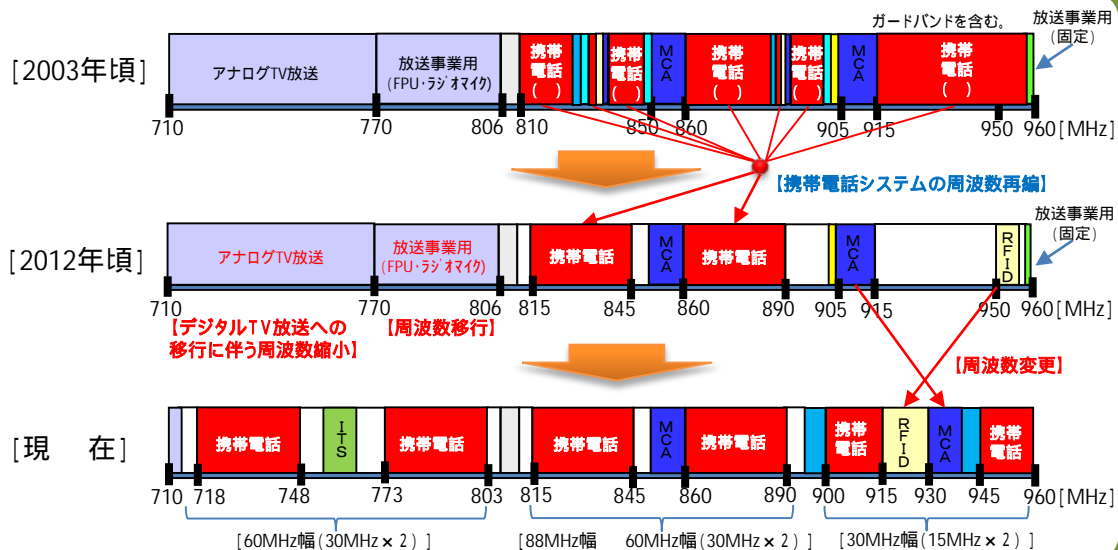 ガードバンドを含む。
放送事業用
(固定)
[2003年頃]
アナログTV放送
放送事業用
(FPU・ラジオマイク)
携帯
電話
( )
携帯
電話
( )
MCA
携帯
電話
( )
携帯
電話
( )
MCA
携帯
電話
( )
710 770 806 810 850 860 905 915 950 960[MHz]
【携帯電話システムの周波数再編】
放送事業用
(固定)
[2012年頃]
アナログTV放送
放送事業用
(FPU・ラジオマイク)
携帯電話
MCA
携帯電話
MCA
RFID
710 770 806 815 845 860 890 905 915 950 960[MHz]
【デジタルTV放送への
移行に伴う周波数縮小】
【周波数移行】
【周波数変更】
[現 在]
携帯電話
ITS
携帯電話
携帯電話
MCA
携帯電話
携帯
電話
RFID
MCA
携帯
電話
710 718 748 773 803 815 845 860 890 900 915 930 945 960[MHz]
[60MHz幅(30MHz×2) ]
[88MHz幅 60MHz幅(30MHz×2) ]
[30MHz幅(15MHz×2) ]